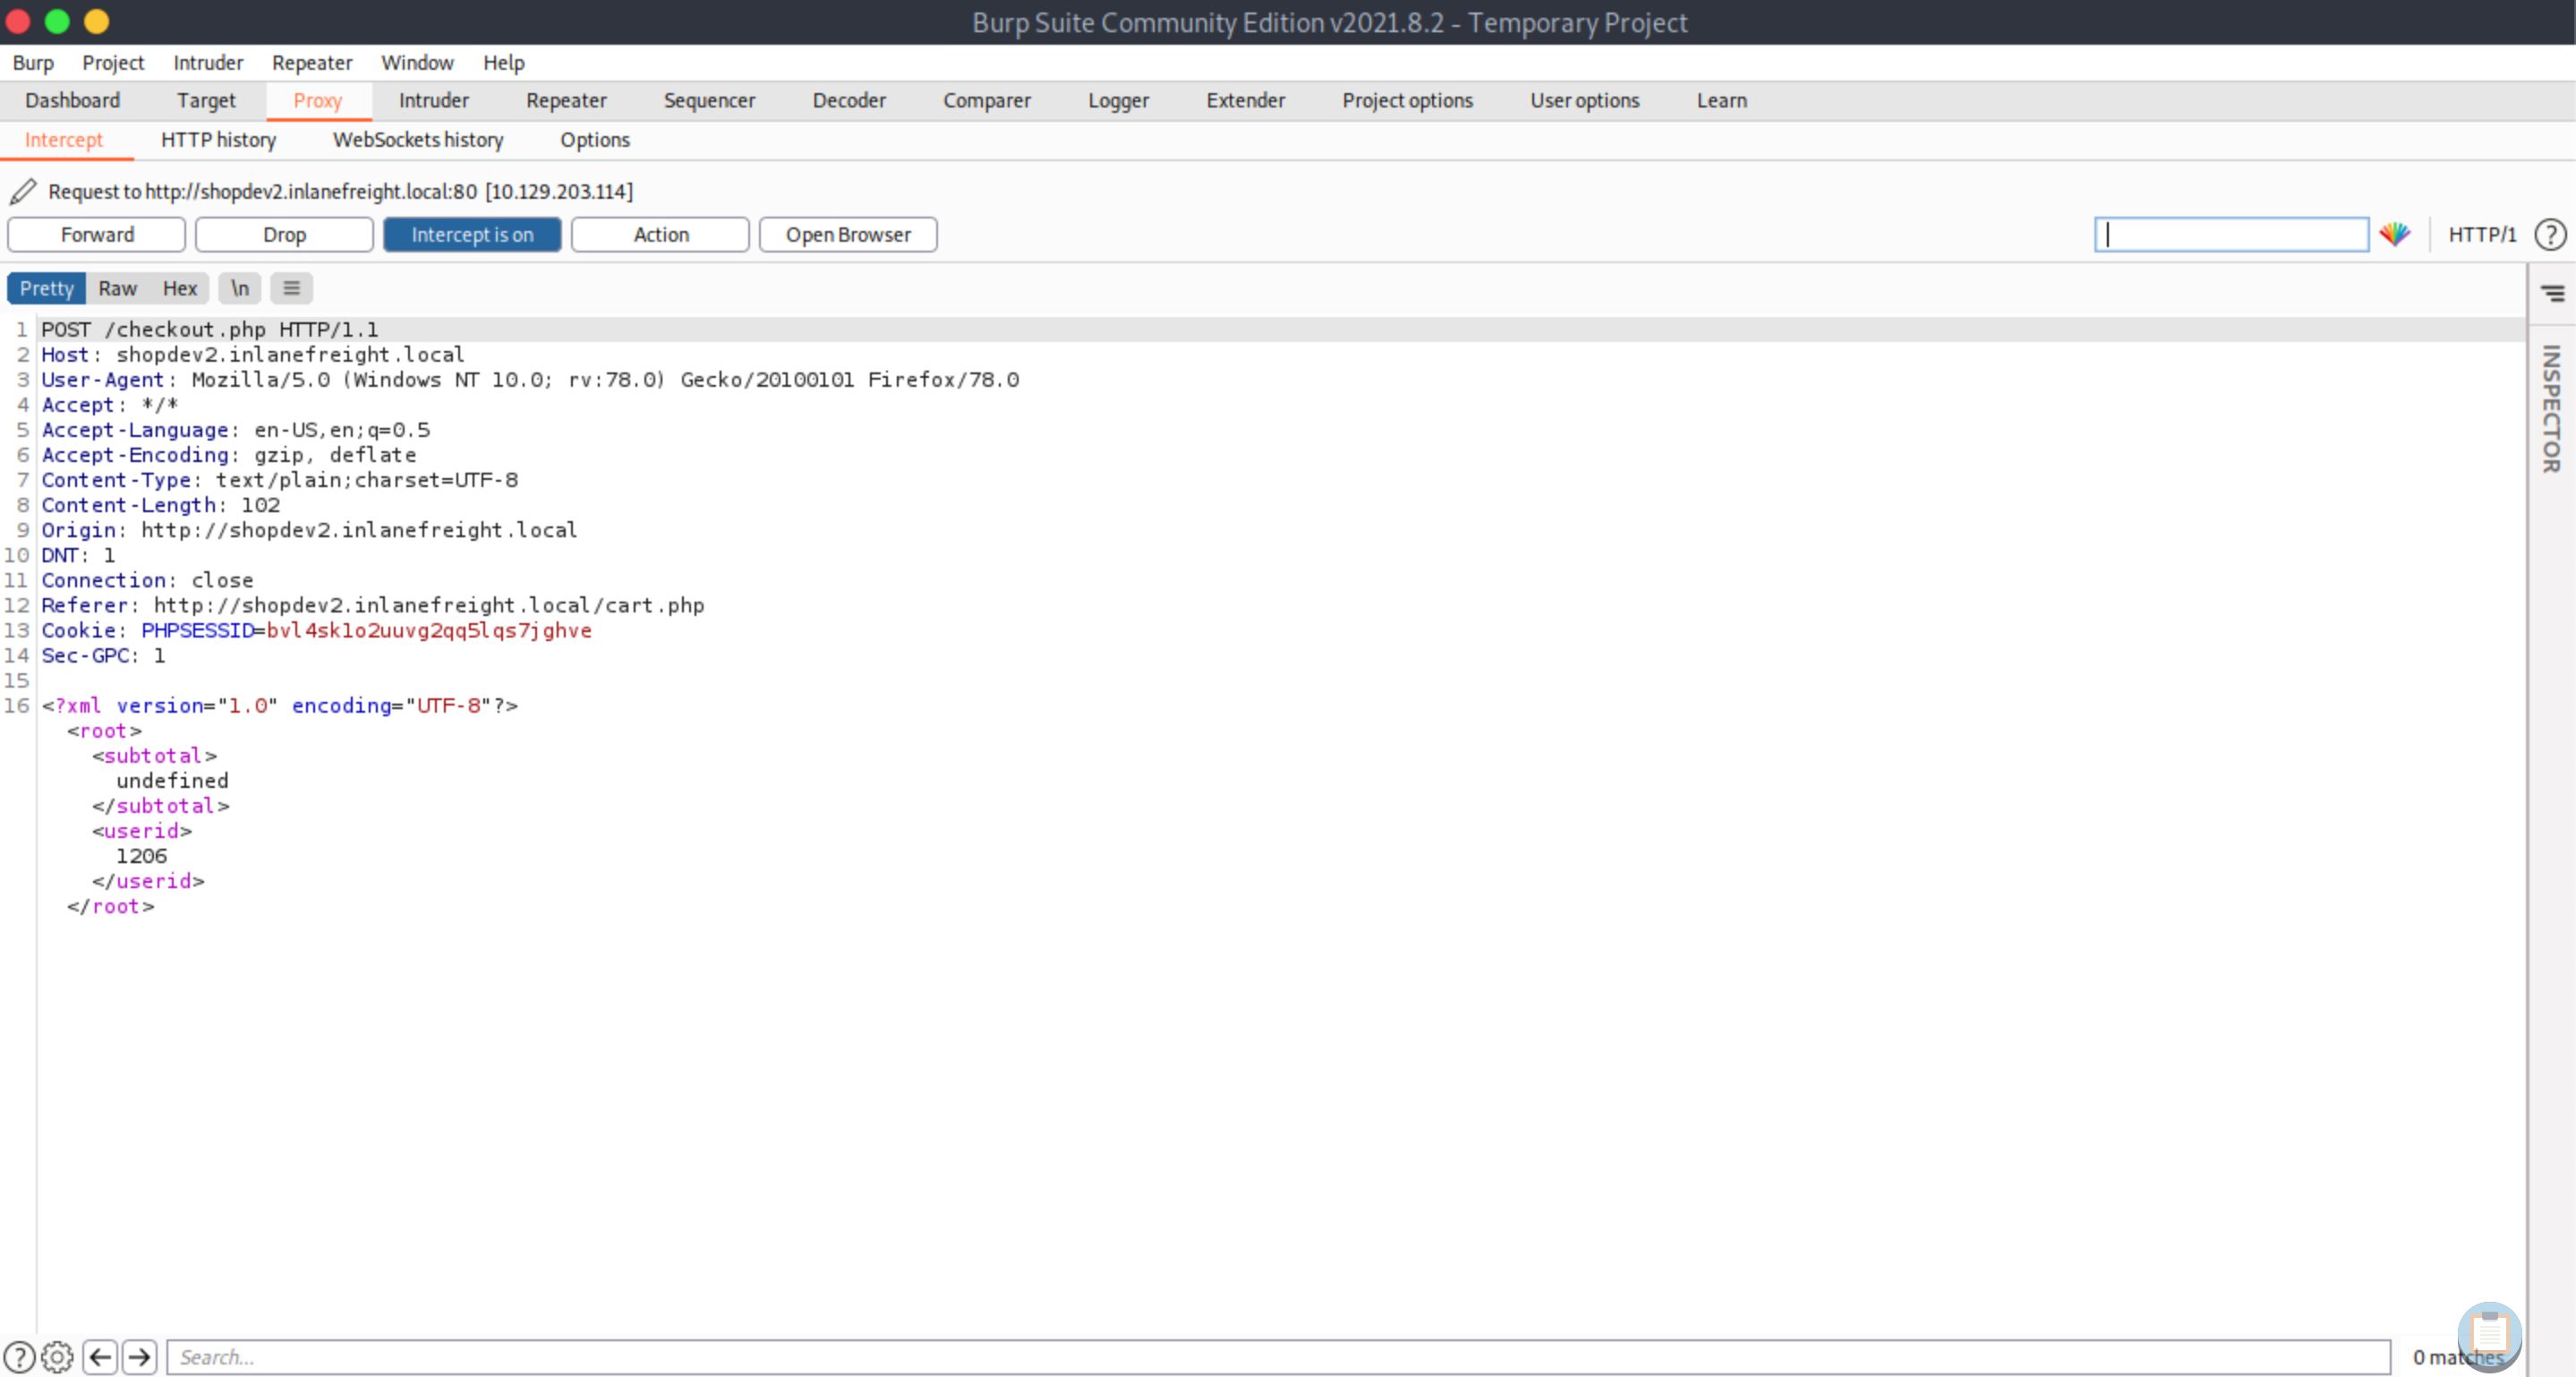 Burp Suite Community Edition v2021.8.2 - Temporary Project
Burp Project Intruder Repeater Window Help
Dashboard Target Proxy Intruder Repeater Sequencer Decoder Comparer Logger Extender Project options User options Learn
Intercept HTTP history WebSockets history Options
Request to http://shopdev2.inlanefreight.local:80 [10.129.203.114]
Forward Drop Intercept is on Action Open Browser HTTP/1 ?
Pretty Raw Hex \n
INSPECTOR
1 POST /checkout.php HTTP/1.1
2 Host: shopdev2.inlanefreight.local
3 User-Agent: Mozilla/5.0 (Windows NT 10.0; rv:78.0) Gecko/20100101 Firefox/78.0
4 Accept: */*
5 Accept-Language: en-US,en;q=0.5
6 Accept-Encoding: gzip, deflate
7 Content-Type: text/plain;charset=UTF-8
8 Content-Length: 102
9 Origin: http://shopdev2.inlanefreight.local
10 DNT: 1
11 Connection: close
12 Referer: http://shopdev2.inlanefreight.local/cart.php
13 Cookie: PHPSESSID=bvl4sk1o2uuvg2qq5lqs7jghve
14 Sec-GPC: 1
15
16 <?xml version="1.0" encoding="UTF-8"?>
<root>
<subtotal>
undefined
</subtotal>
<userid>
1206
</userid>
</root>
? Search... 0 matches